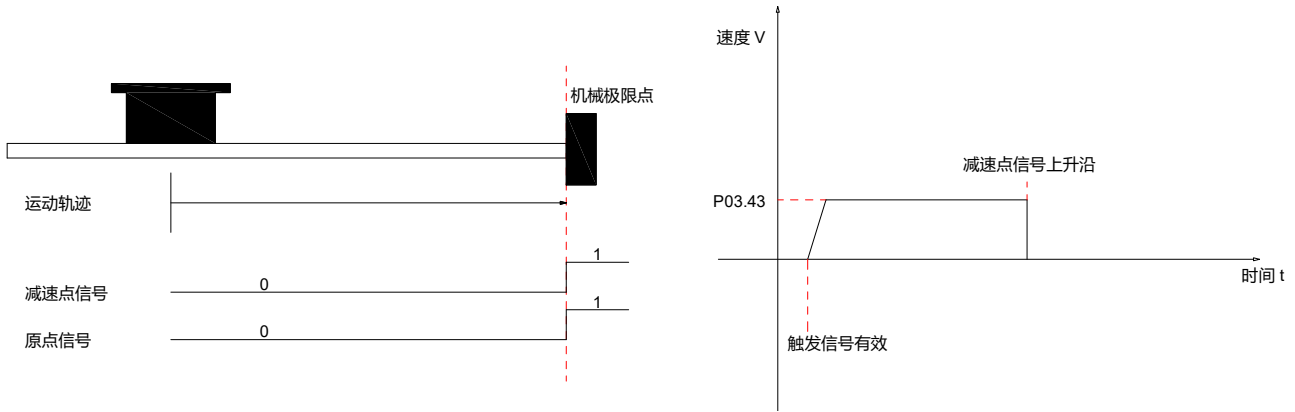 机械极限点
运动轨迹
1
减速点信号
0
1
原点信号
0
速度 V
减速点信号上升沿
P03.43
时间 t
触发信号有效